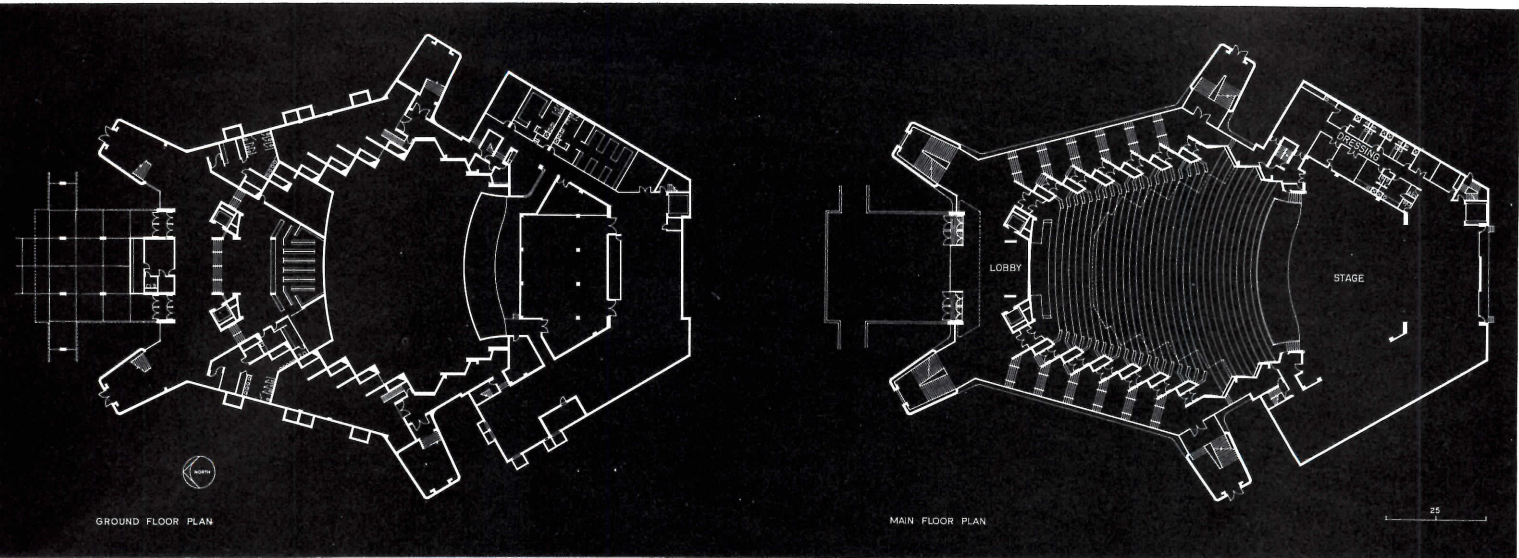 NORTH
GROUND FLOOR PLAN
LOBBY
STAGE
DRESSING
MAIN FLOOR PLAN
25